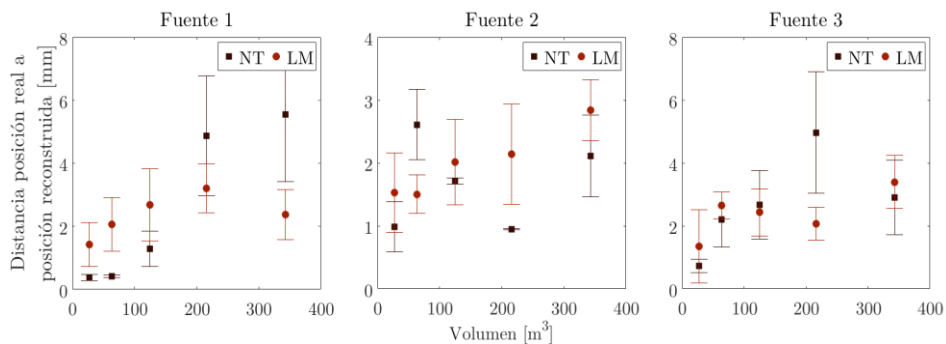 Fuente 1
Fuente 2
Fuente 3
Distancia posición real a
posición reconstruida [mm]
8
6
4
2
0
NT LM
0 100 200 300 400
4
3
2
1
0
NT LM
0 100 200 300 400
8
6
4
2
0
NT LM
0 100 200 300 400
Volumen [m³]